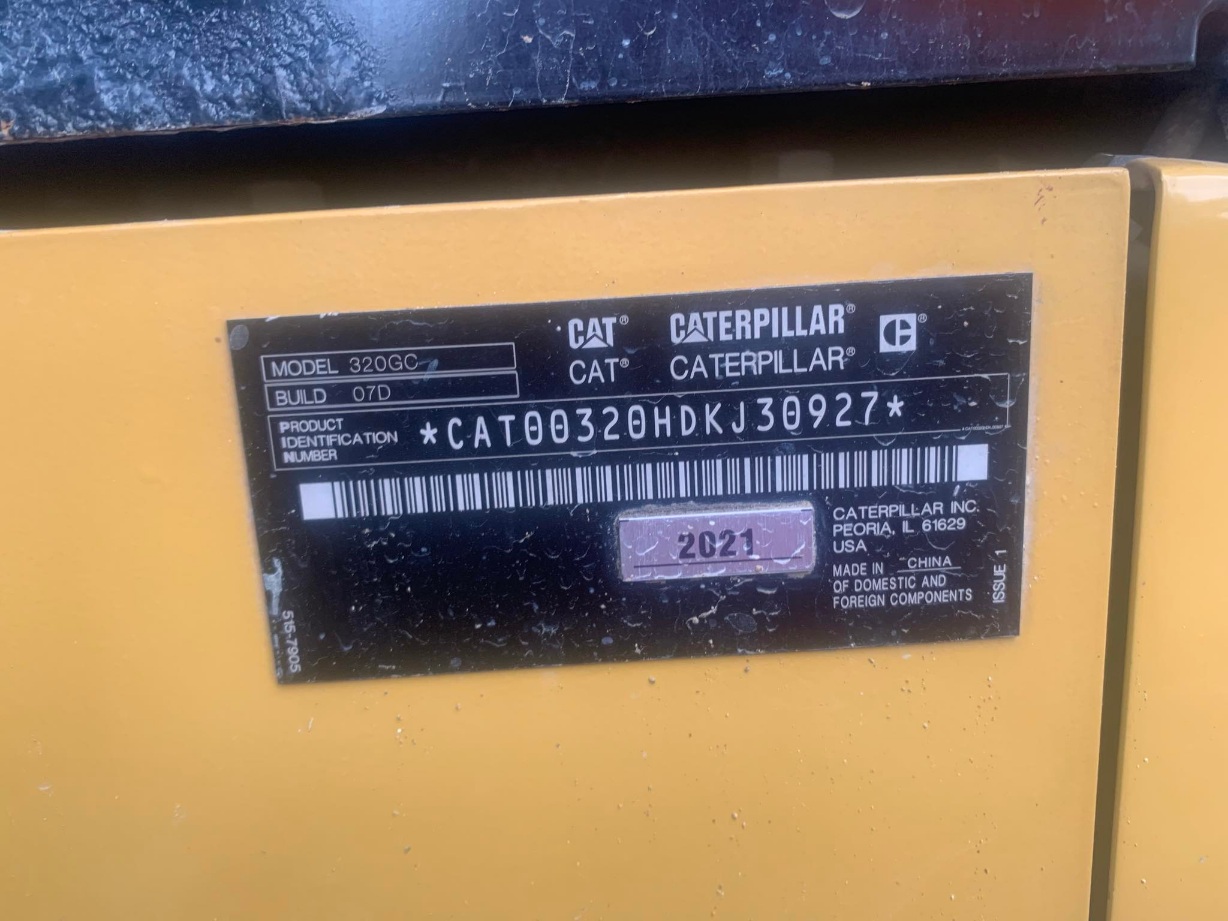 CAT® CATERPILLAR®
CAT® CATERPILLAR®
MODEL 320GC
BUILD 07D
PRODUCT
IDENTIFICATION
NUMBER
*CAT00320HDKJ30927*
2021
CATERPILLAR INC.
PEORIA, IL 61629
USA
MADE IN CHINA
OF DOMESTIC AND
FOREIGN COMPONENTS
ISSUE 1
515-7905